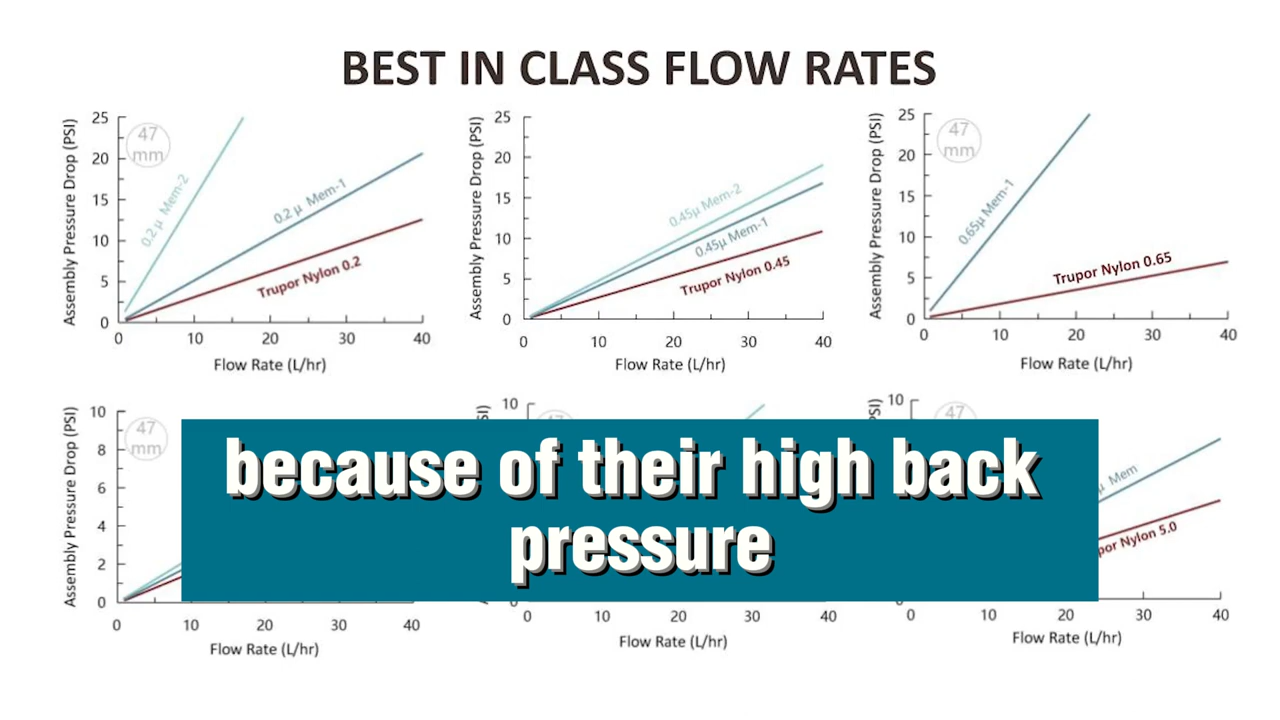 BEST IN CLASS FLOW RATES
Assembly Pressure Drop (PSI)
25
20
15
10
5
0
47
mm
0.2 µ Mem-2
0.2 µ Mem-1
Trupor Nylon 0.2
0 10 20 30 40
Flow Rate (L/hr)
Assembly Pressure Drop (PSI)
25
20
15
10
5
0
0.45µ Mem-2
0.45µ Mem-1
Trupor Nylon 0.45
0 10 20 30 40
Flow Rate (L/hr)
Assembly Pressure Drop (PSI)
25
20
15
10
5
0
47
mm
0.65µ Mem-1
Trupor Nylon 0.65
0 10 20 30 40
Flow Rate (L/hr)
Assembly Pressure Drop (PSI)
10
8
6
4
2
0
47
mm
0 10 20 30 40
Flow Rate (L/hr)
10
0
0 10 20 30 40
Flow Rate (L/hr)
10
47
µ Mem
Nylon 5.0
0 10 20 30 40
Flow Rate (L/hr)
because of their high back
pressure